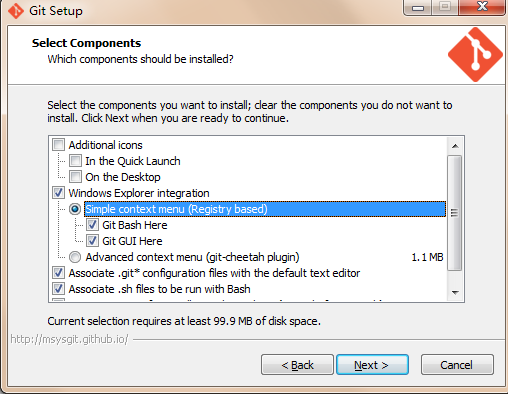 Git Setup
Select Components
Which components should be installed?
Select the components you want to install; clear the components you do not want to
install. Click Next when you are ready to continue.
Additional icons
In the Quick Launch
On the Desktop
Windows Explorer integration
Simple context menu (Registry based)
Git Bash Here
Git GUI Here
Advanced context menu (git-cheetah plugin) 1.1 MB
Associate .git* configuration files with the default text editor
Associate .sh files to be run with Bash
Current selection requires at least 99.9 MB of disk space.
http://msysgit.github.io/
< Back Next > Cancel